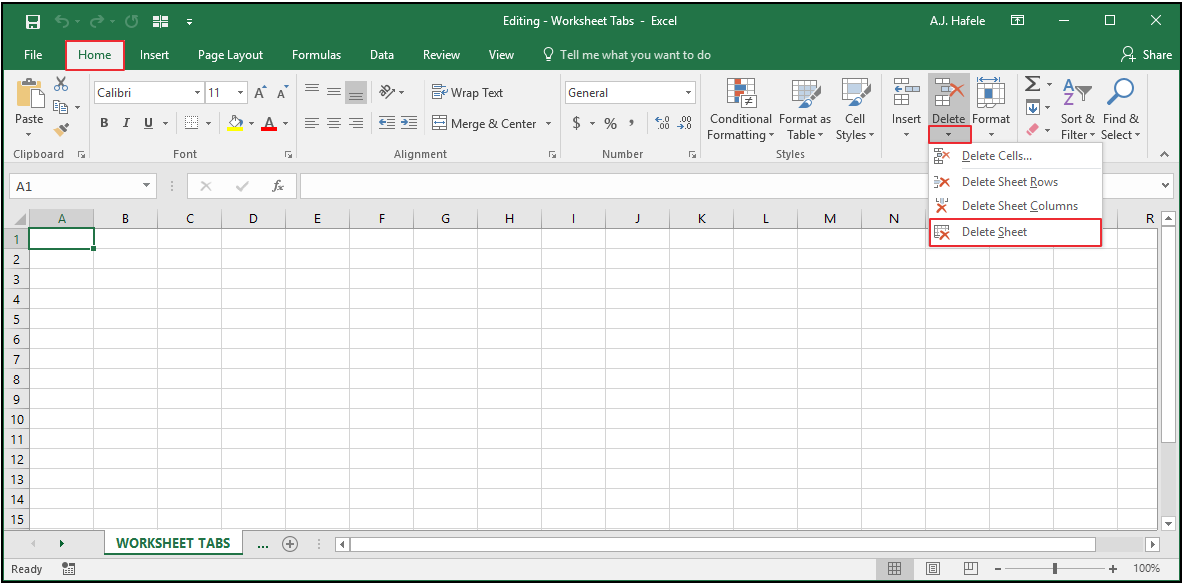 Editing - Worksheet Tabs - Excel
A.J. Hafele
File Home Insert Page Layout Formulas Data Review View Tell me what you want to do Share
Paste
Clipboard
Calibri 11 A A
B I U A
Font
Wrap Text
Merge & Center
Alignment
General
$ % , .00 .0 .00
Number
Conditional Formatting
Format as Table
Cell Styles
Styles
Insert
Delete
Format
Σ
A Z
Sort & Filter
Find & Select
Delete Cells...
Delete Sheet Rows
Delete Sheet Columns
Delete Sheet
A1 fx
A B C D E F G H I J K L M N R
1
2
3
4
5
6
7
8
9
10
11
12
13
14
15
WORKSHEET TABS ...
Ready 100%